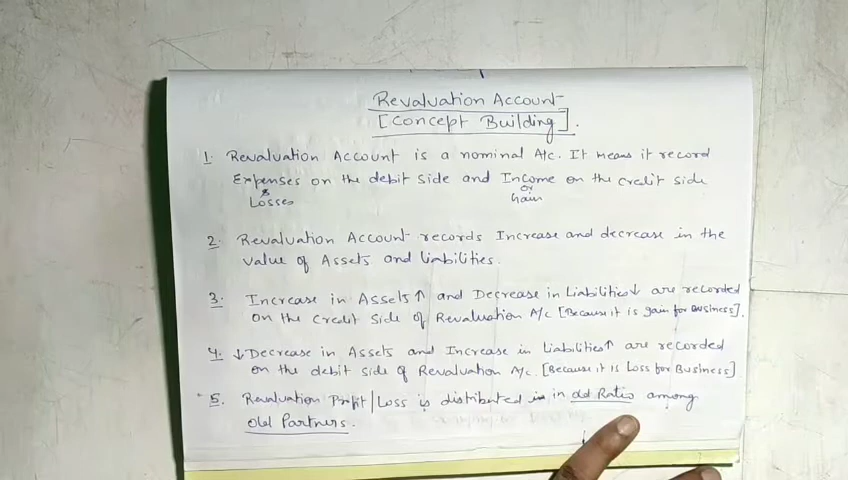 Revaluation Account
[Concept Building].
1. Revaluation Account is a nominal A/c. It Means it record
Expenses on the debit side and Income on the credit side
& Losses or Gain
2. Revaluation Account records Increase and decrease in the
value of Assets and liabilities.
3. Increase in Assets↑ and Decrease in Liabilities↓ are recorded
on the credit side of Revaluation A/c [Because it is gain for Business].
4. ↓Decrease in Assets and Increase in liabilities↑ are recorded
on the debit side of Revaluation A/c. [Because it is Loss for Business]
5. Revaluation Profit/Loss is distributed in in old Ratio among
old Partners.